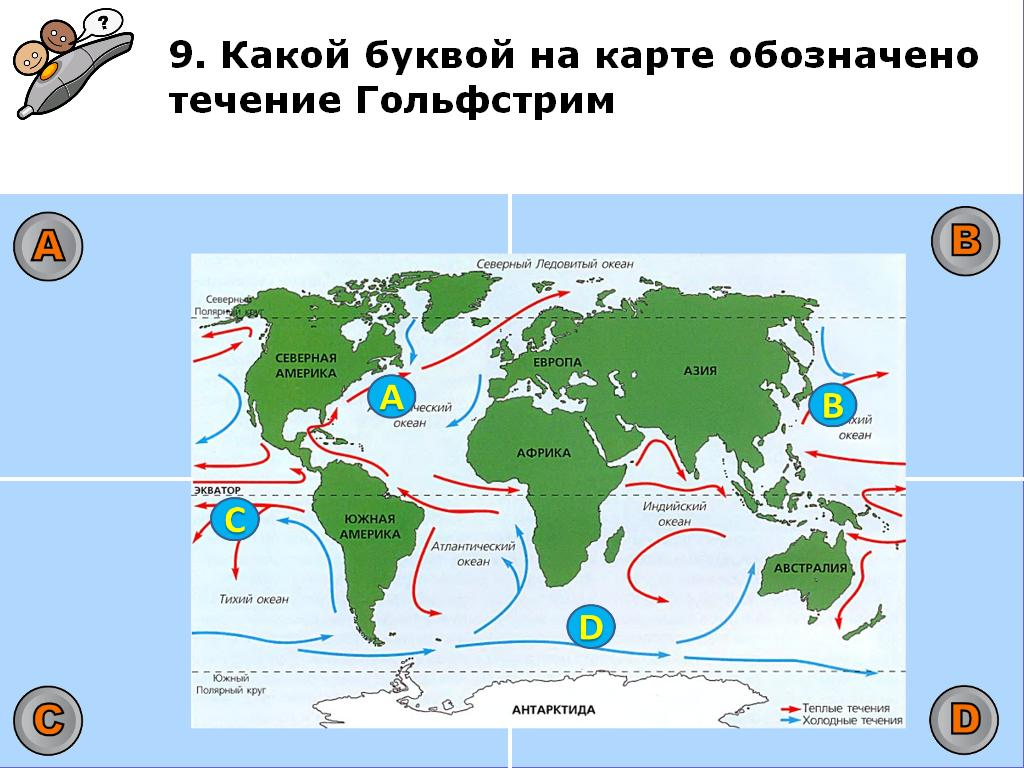 ?
9. Какой буквой на карте обозначено
течение Гольфстрим
A
B
Северный Ледовитый океан
Северный
Полярный круг
СЕВЕРНАЯ
АМЕРИКА
ЕВРОПА
АЗИЯ
A
океан
B
океан
АФРИКА
ЭКВАТОР
C
ЮЖНАЯ
АМЕРИКА
Индийский
океан
Атлантический
океан
АВСТРАЛИЯ
Тихий океан
D
Южный
Полярный круг
АНТАРКТИДА
Теплые течения
Холодные течения
C
D